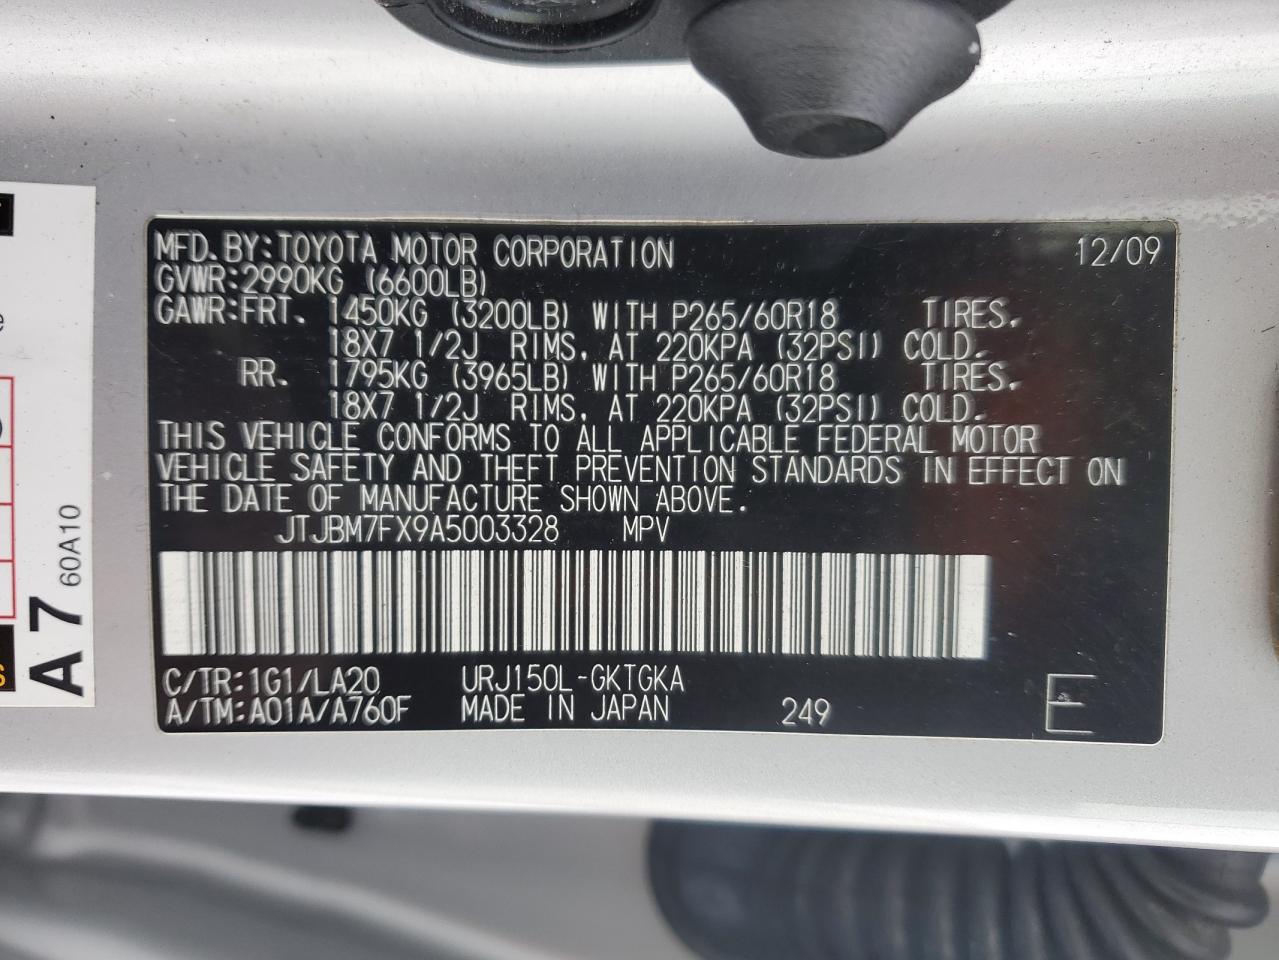 MFD.BY:TOYOTA MOTOR CORPORATION 12/09
GVWR:2990KG (6600LB)
GAWR:FRT. 1450KG (3200LB) WITH P265/60R18 TIRES.
18X7 1/2J RIMS, AT 220KPA (32PSI) COLD.
RR. 1795KG (3965LB) WITH P265/60R18 TIRES.
18X7 1/2J RIMS, AT 220KPA (32PSI) COLD.
THIS VEHICLE CONFORMS TO ALL APPLICABLE FEDERAL MOTOR
VEHICLE SAFETY AND THEFT PREVENTION STANDARDS IN EFFECT ON
THE DATE OF MANUFACTURE SHOWN ABOVE.
JTJBM7FX9A5003328 MPV
C/TR:1G1/LA20 URJ150L-GKTGKA
A/TM:A01A/A760F MADE IN JAPAN 249 E
A7 60A10